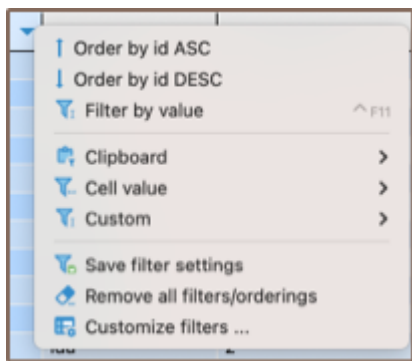 Order by id ASC
Order by id DESC
Filter by value ^F11
Clipboard
Cell value
Custom
Save filter settings
Remove all filters/orderings
Customize filters ...